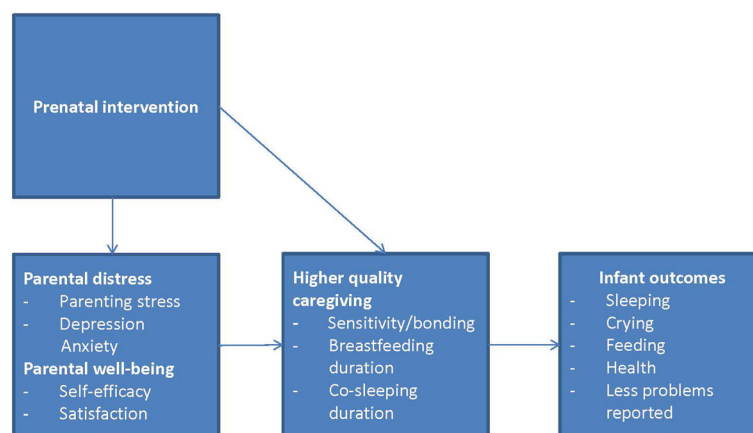 Prenatal intervention
Parental distress
- Parenting stress
- Depression
Anxiety
Parental well-being
- Self-efficacy
- Satisfaction
Higher quality
caregiving
- Sensitivity/bonding
- Breastfeeding
duration
- Co-sleeping
duration
Infant outcomes
- Sleeping
- Crying
- Feeding
- Health
- Less problems
reported